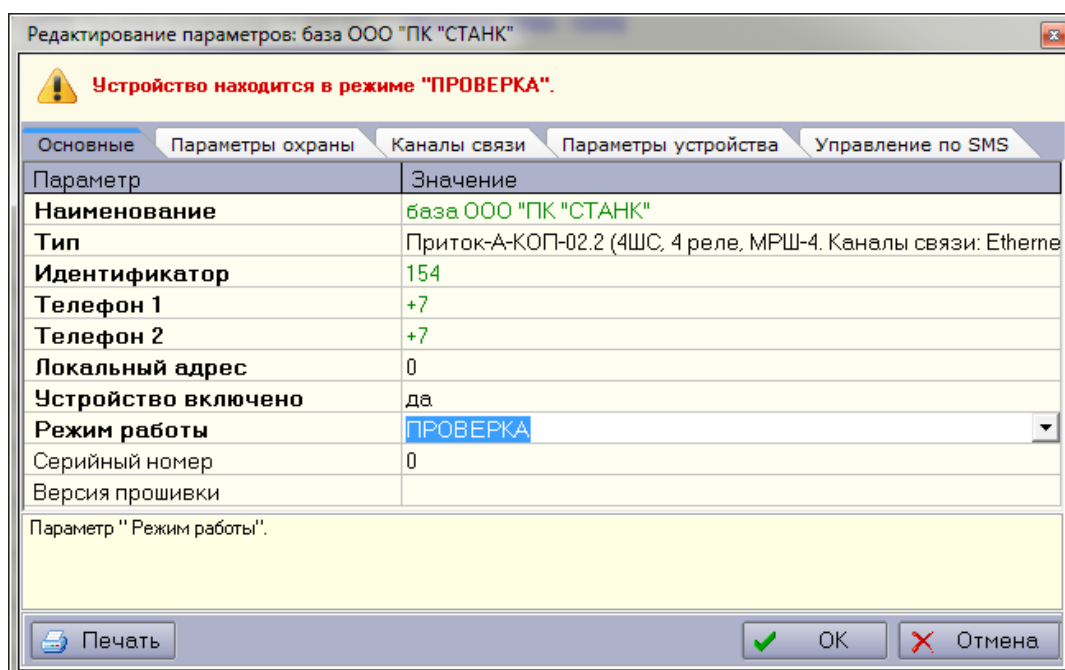 Редактирование параметров: база ООО "ПК "СТАНК"
Устройство находится в режиме "ПРОВЕРКА".
Основные Параметры охраны Каналы связи Параметры устройства Управление по SMS
Параметр Значение
Наименование база ООО "ПК "СТАНК"
Тип Приток-А-КОП-02.2 (4ШС, 4 реле, МРШ-4. Каналы связи: Etherne
Идентификатор 154
Телефон 1 +7
Телефон 2 +7
Локальный адрес 0
Устройство включено да
Режим работы ПРОВЕРКА
Серийный номер 0
Версия прошивки
Параметр " Режим работы".
Печать OK Отмена